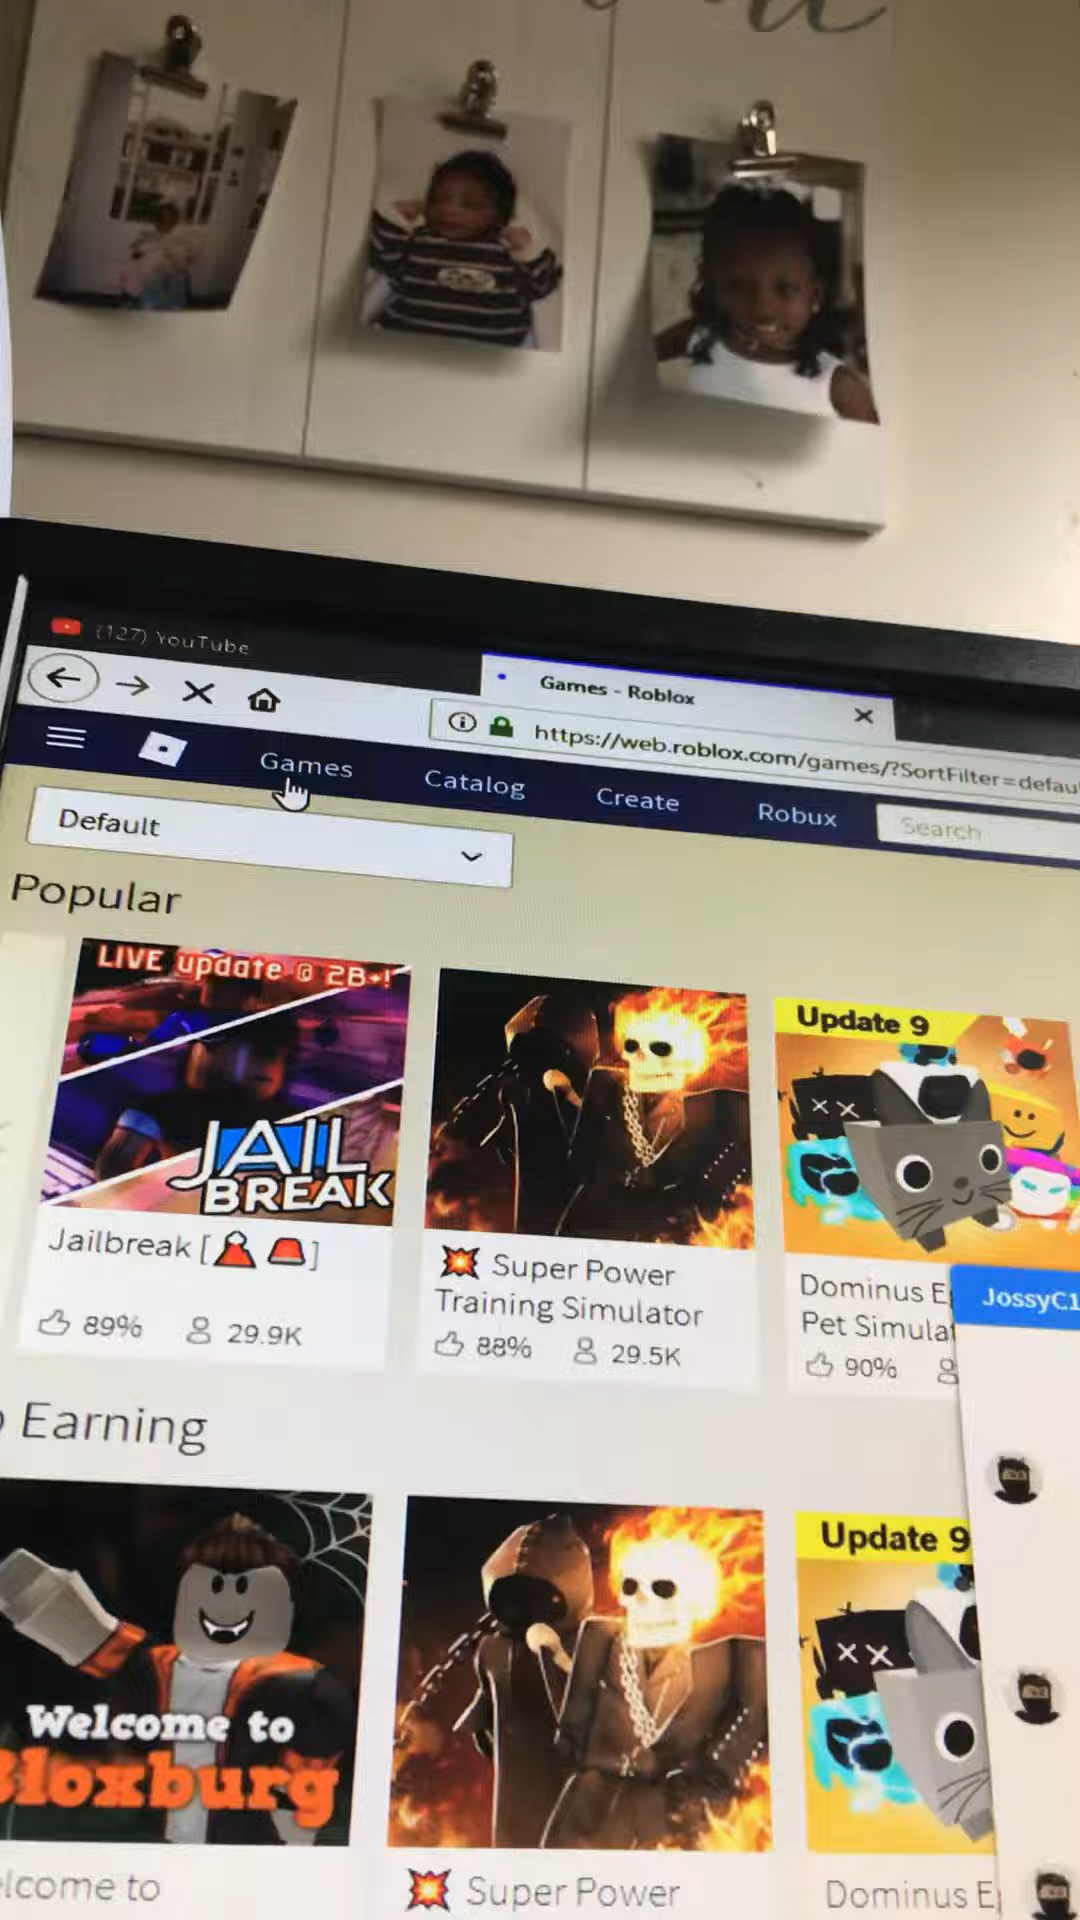 (127) YouTube
Games - Roblox
https://web.roblox.com/games/?SortFilter=defau
Games
Catalog
Create
Robux
Search
Default
Popular
LIVE update @ 2B+!
JAIL
BREAK
Update 9
Jailbreak [
89%
29.9K
Super Power
Training Simulator
88%
29.5K
Dominus E
Pet Simula
90%
JossyC1
Earning
Welcome to
Bloxburg
Update 9
lcome to
Super Power
Dominus E